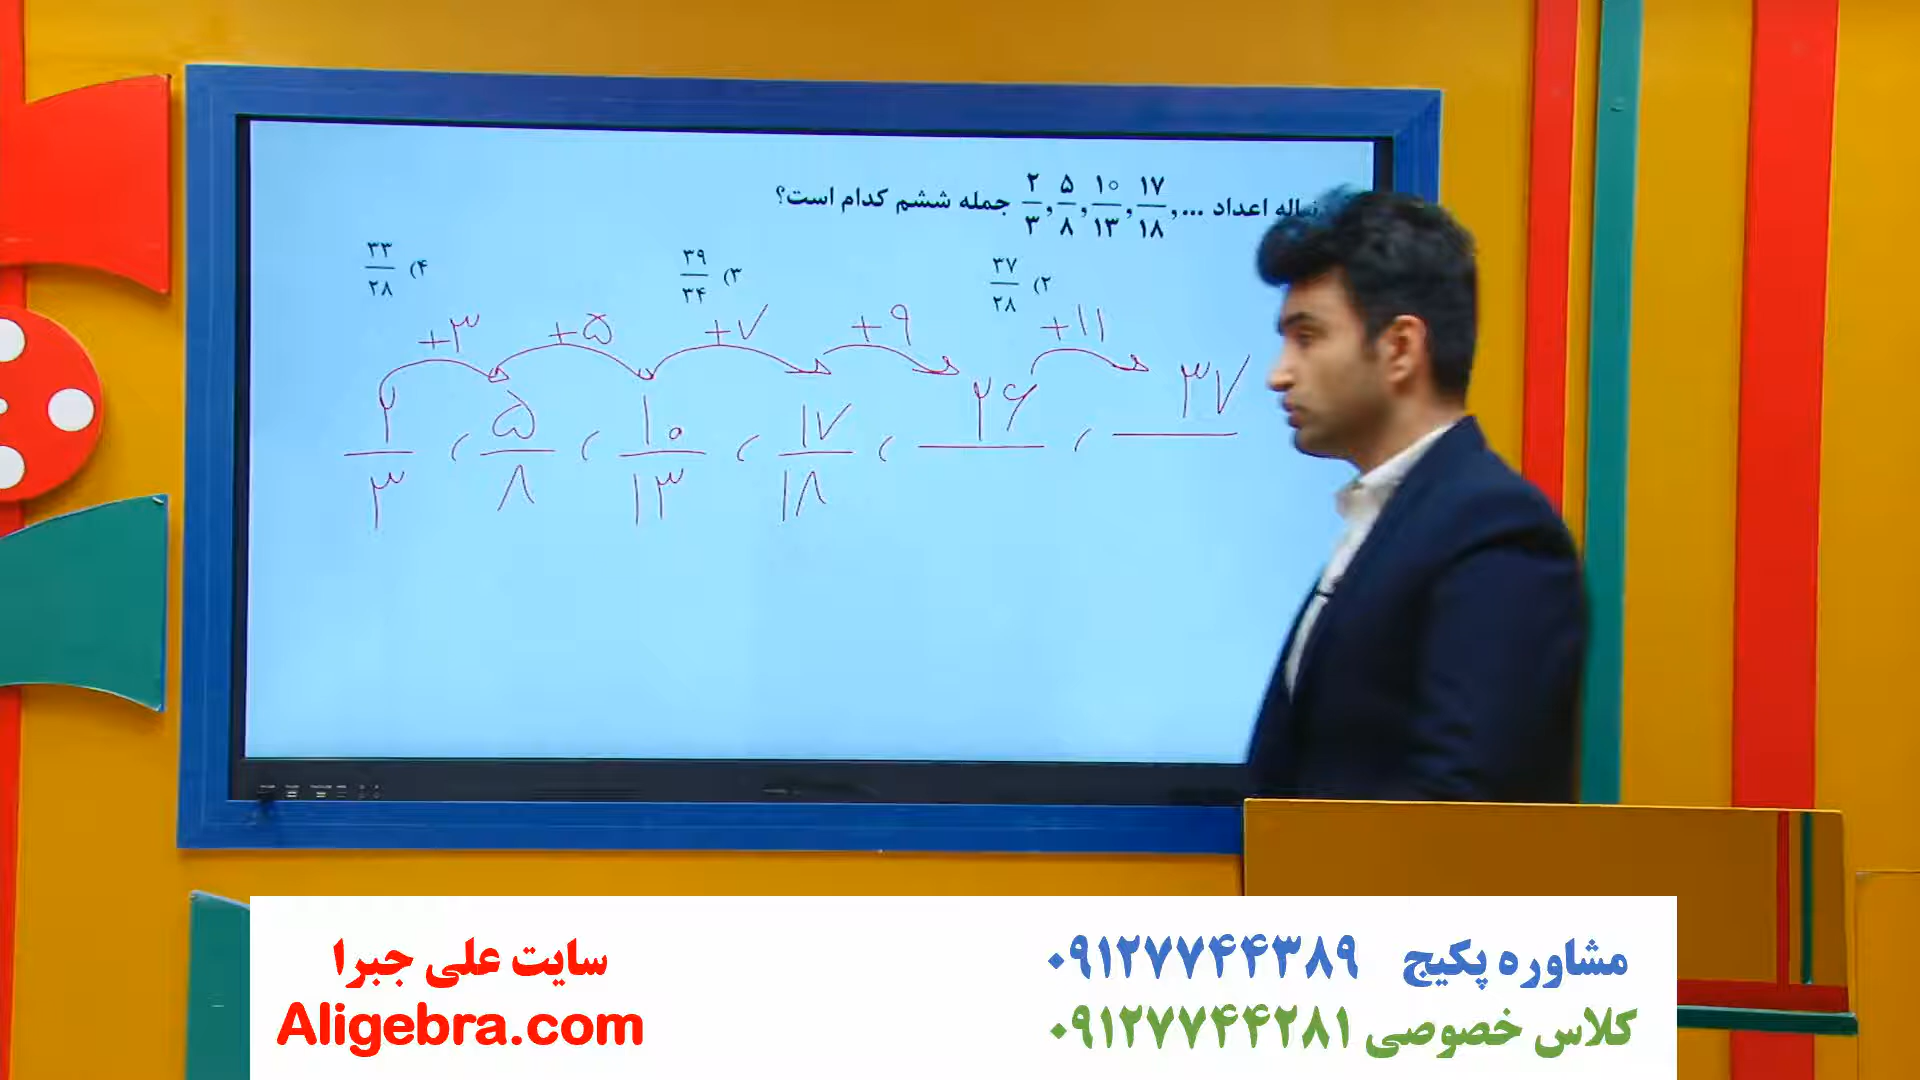 اعداد ... , ۱۷/۱۸ , ۱۰/۱۳ , ۵/۸ , ۲/۳ جمله ششم کدام است؟
۲) ۳۷/۲۸
۳) ۳۹/۳۴
۴) ۳۳/۲۸
+۳ +۵ +۷ +۹ +۱۱
۲ ، ۵ ، ۱۰ ، ۱۷ ، ۲۶ ، ۳۷
۳ ۸ ۱۳ ۱۸
مشاوره پکیج ۰۹۱۲۷۷۴۴۳۸۹
کلاس خصوصی ۰۹۱۲۷۷۴۴۲۸۱
سایت علی جبرا
Aligebra.com